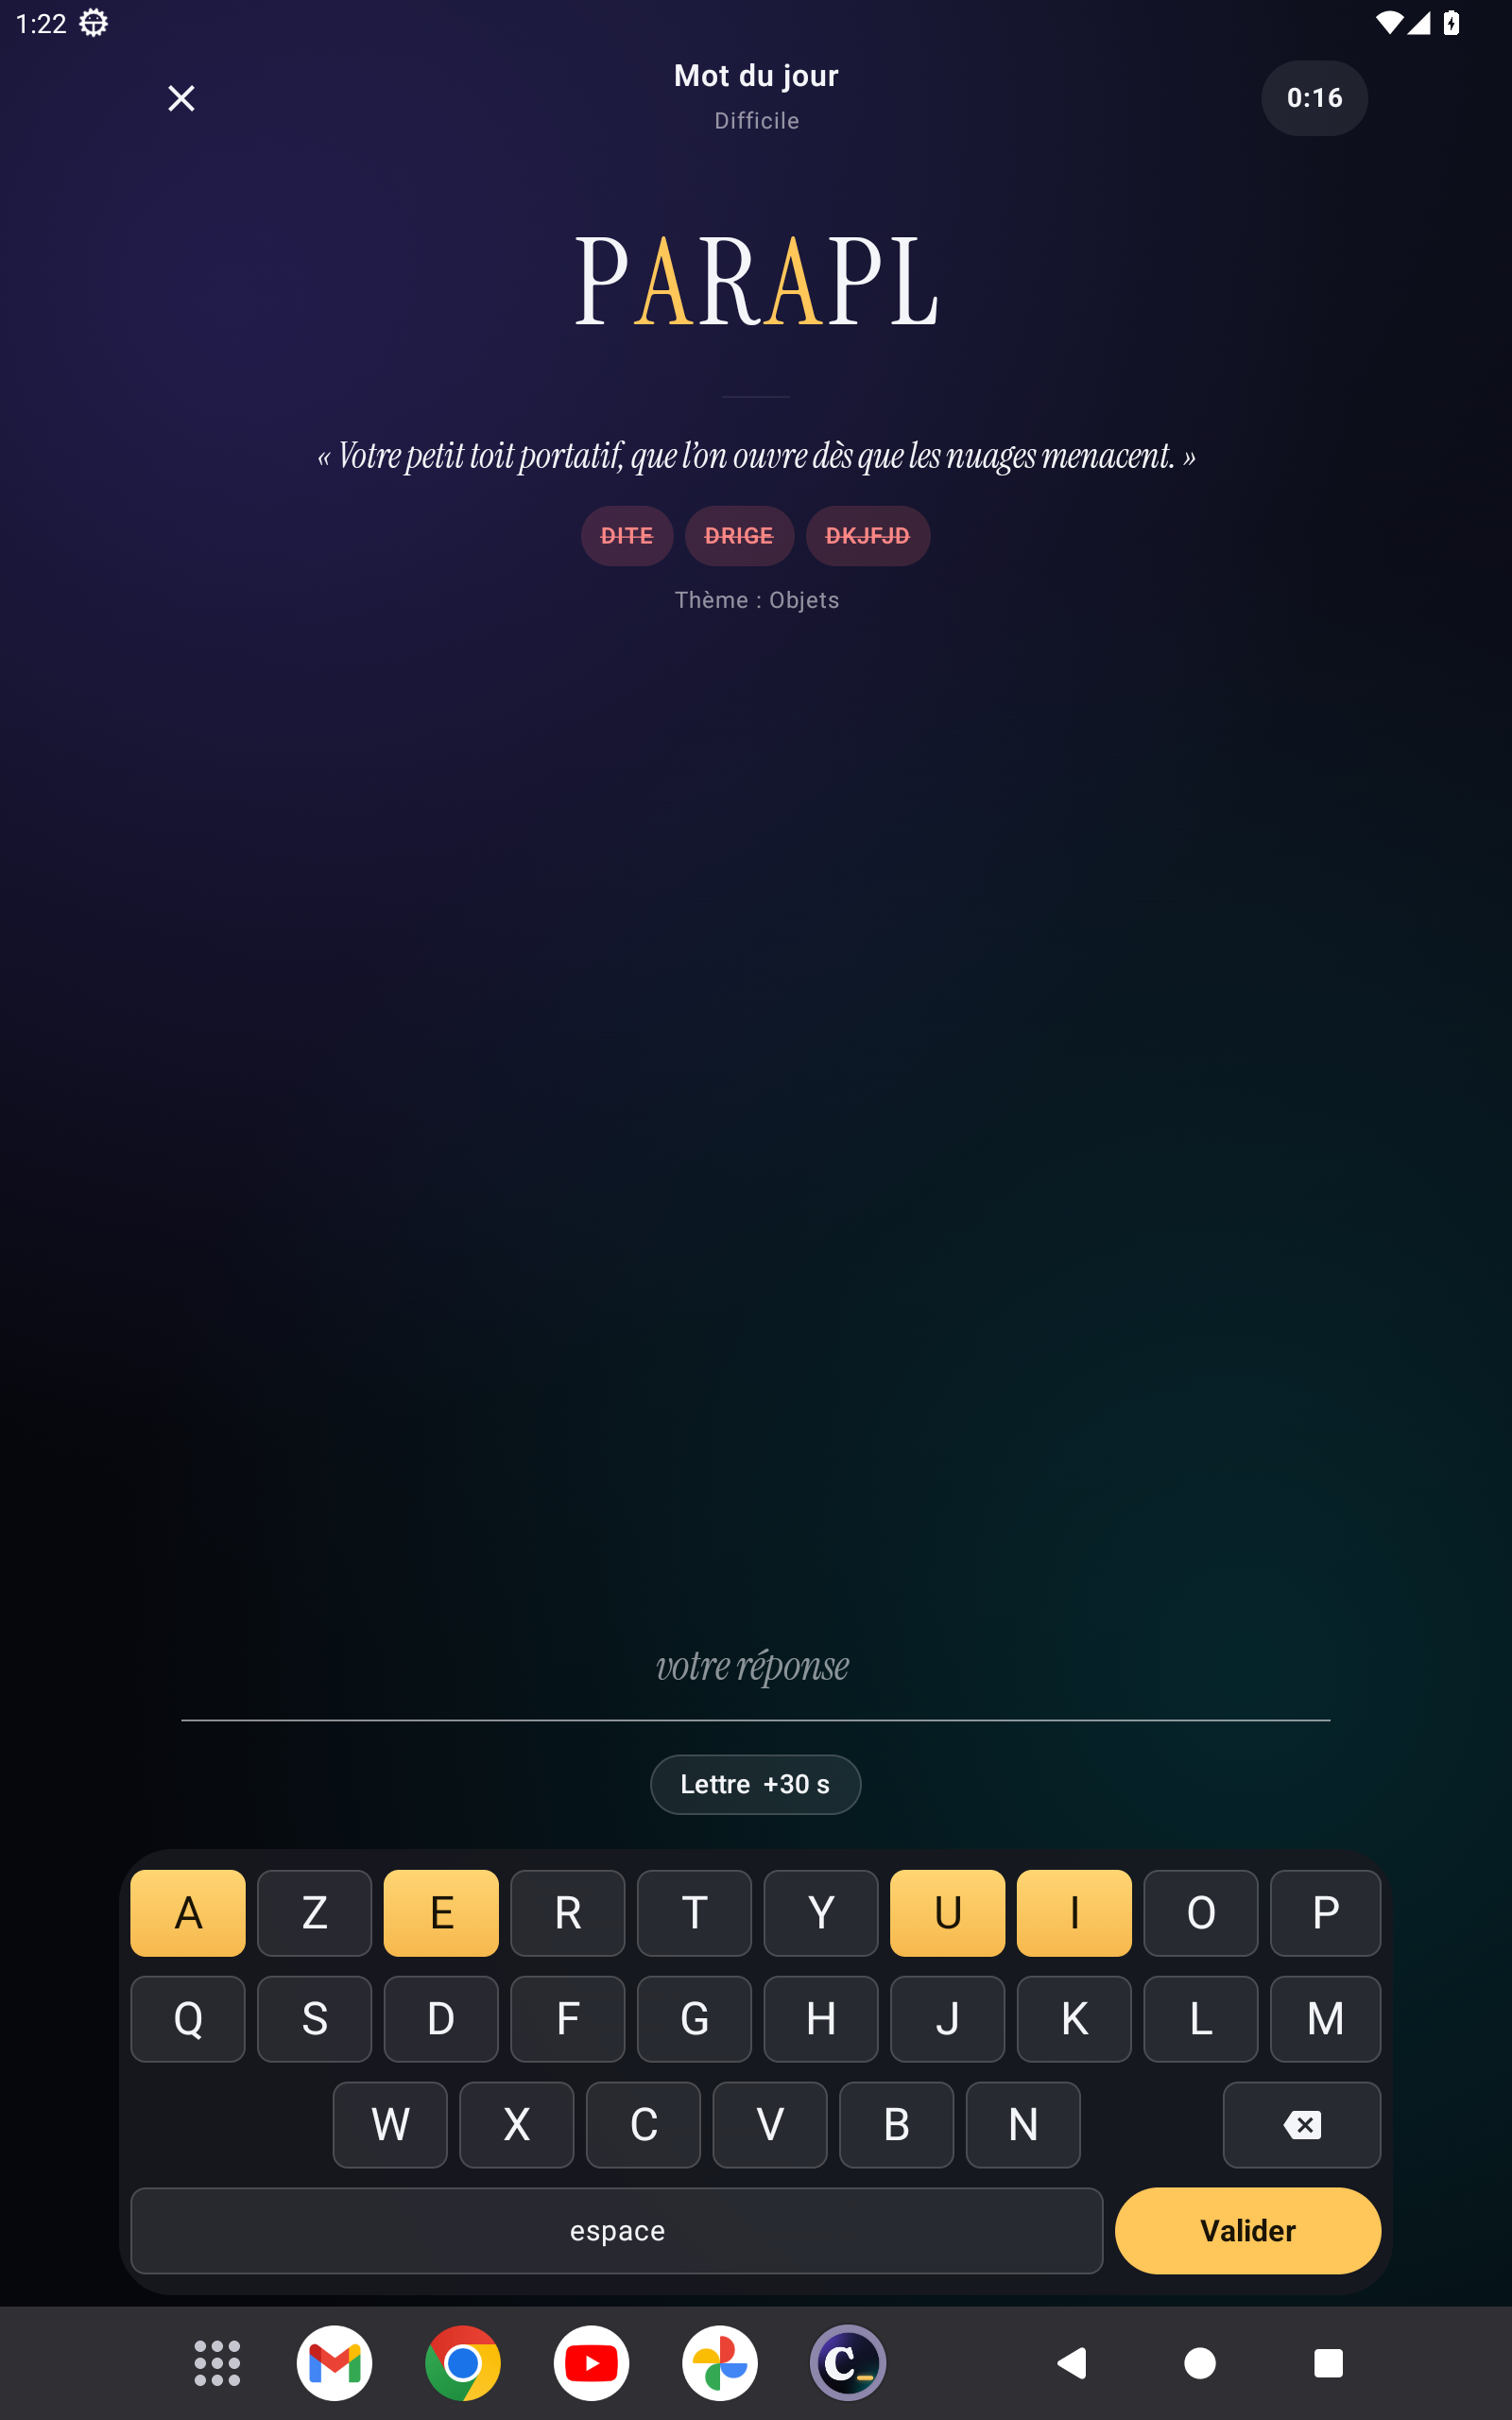 1:22
Mot du jour
Difficile
0:16
PARAPL
« Votre petit toit portatif, que l'on ouvre dès que les nuages menacent. »
DITE DRIGE DKJFJD
Thème : Objets
votre réponse
Lettre +30 s
A Z E R T Y U I O P
Q S D F G H J K L M
W X C V B N
espace Valider
C_